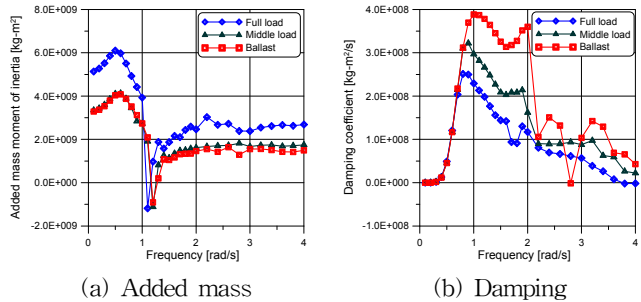 (a)
Added mass moment of inertia [kg-m²]
8.0E+009
6.0E+009
4.0E+009
2.0E+009
0.0E+000
-2.0E+009
Full load
Middle load
Ballast
0 1 2 3 4
Frequency [rad/s]
(a) Added mass
(b)
Damping coefficient [kg-m²/s]
4.0E+008
3.0E+008
2.0E+008
1.0E+008
0.0E+000
-1.0E+008
Full load
Middle load
Ballast
0 1 2 3 4
Frequency [rad/s]
(b) Damping